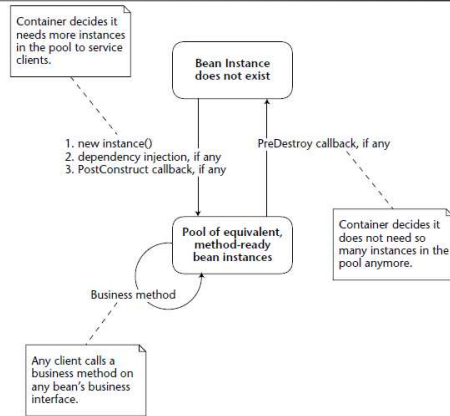 Container decides it
needs more instances
in the pool to service
clients.
Bean Instance
does not exist
1. new instance()
2. dependency injection, if any
3. PostConstruct callback, if any
PreDestroy callback, if any
Pool of equivalent,
method-ready
bean instances
Container decides it
does not need so
many instances in the
pool anymore.
Business method
Any client calls a
business method on
any bean's business
interface.